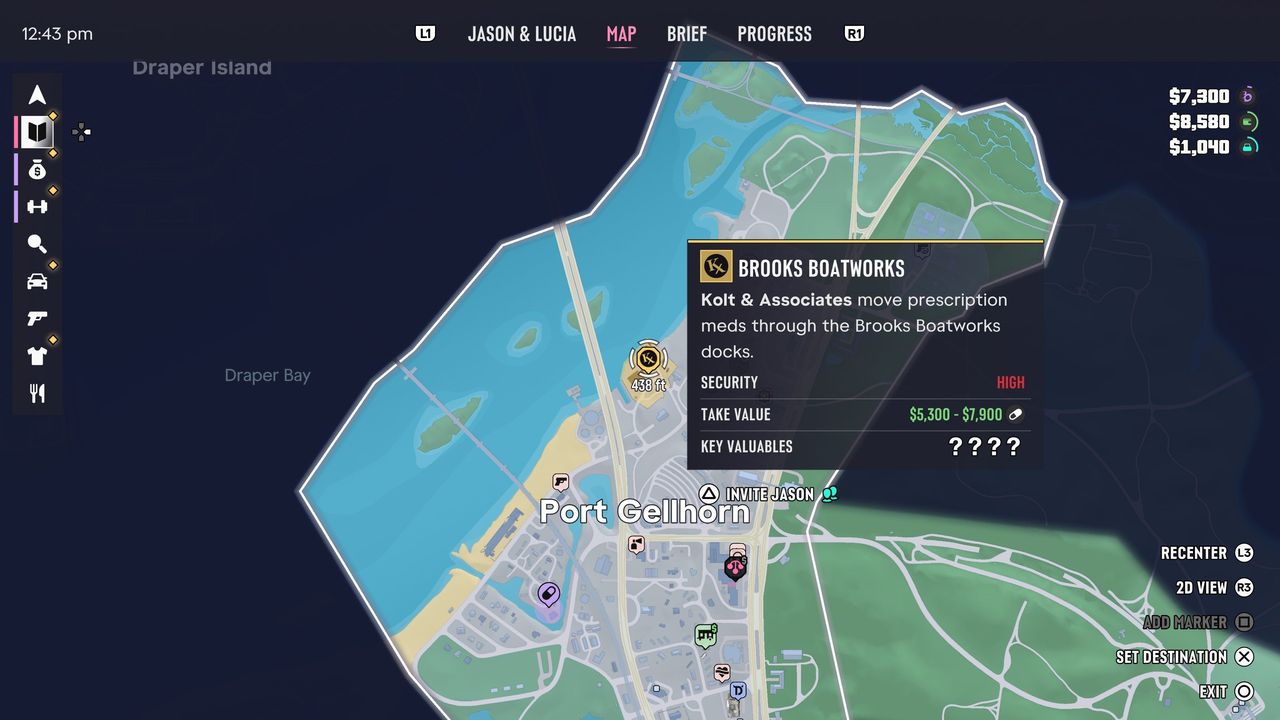 12:43 pm
L1 JASON & LUCIA MAP BRIEF PROGRESS R1
Draper Island
$7,300
$8,580
$1,040
BROOKS BOATWORKS
Kolt & Associates move prescription
meds through the Brooks Boatworks
docks.
SECURITY HIGH
TAKE VALUE $5,300 - $7,900
KEY VALUABLES ? ? ? ?
438 ft
Draper Bay
INVITE JASON
Port Gellhorn
RECENTER L3
2D VIEW R3
ADD MARKER
SET DESTINATION
EXIT